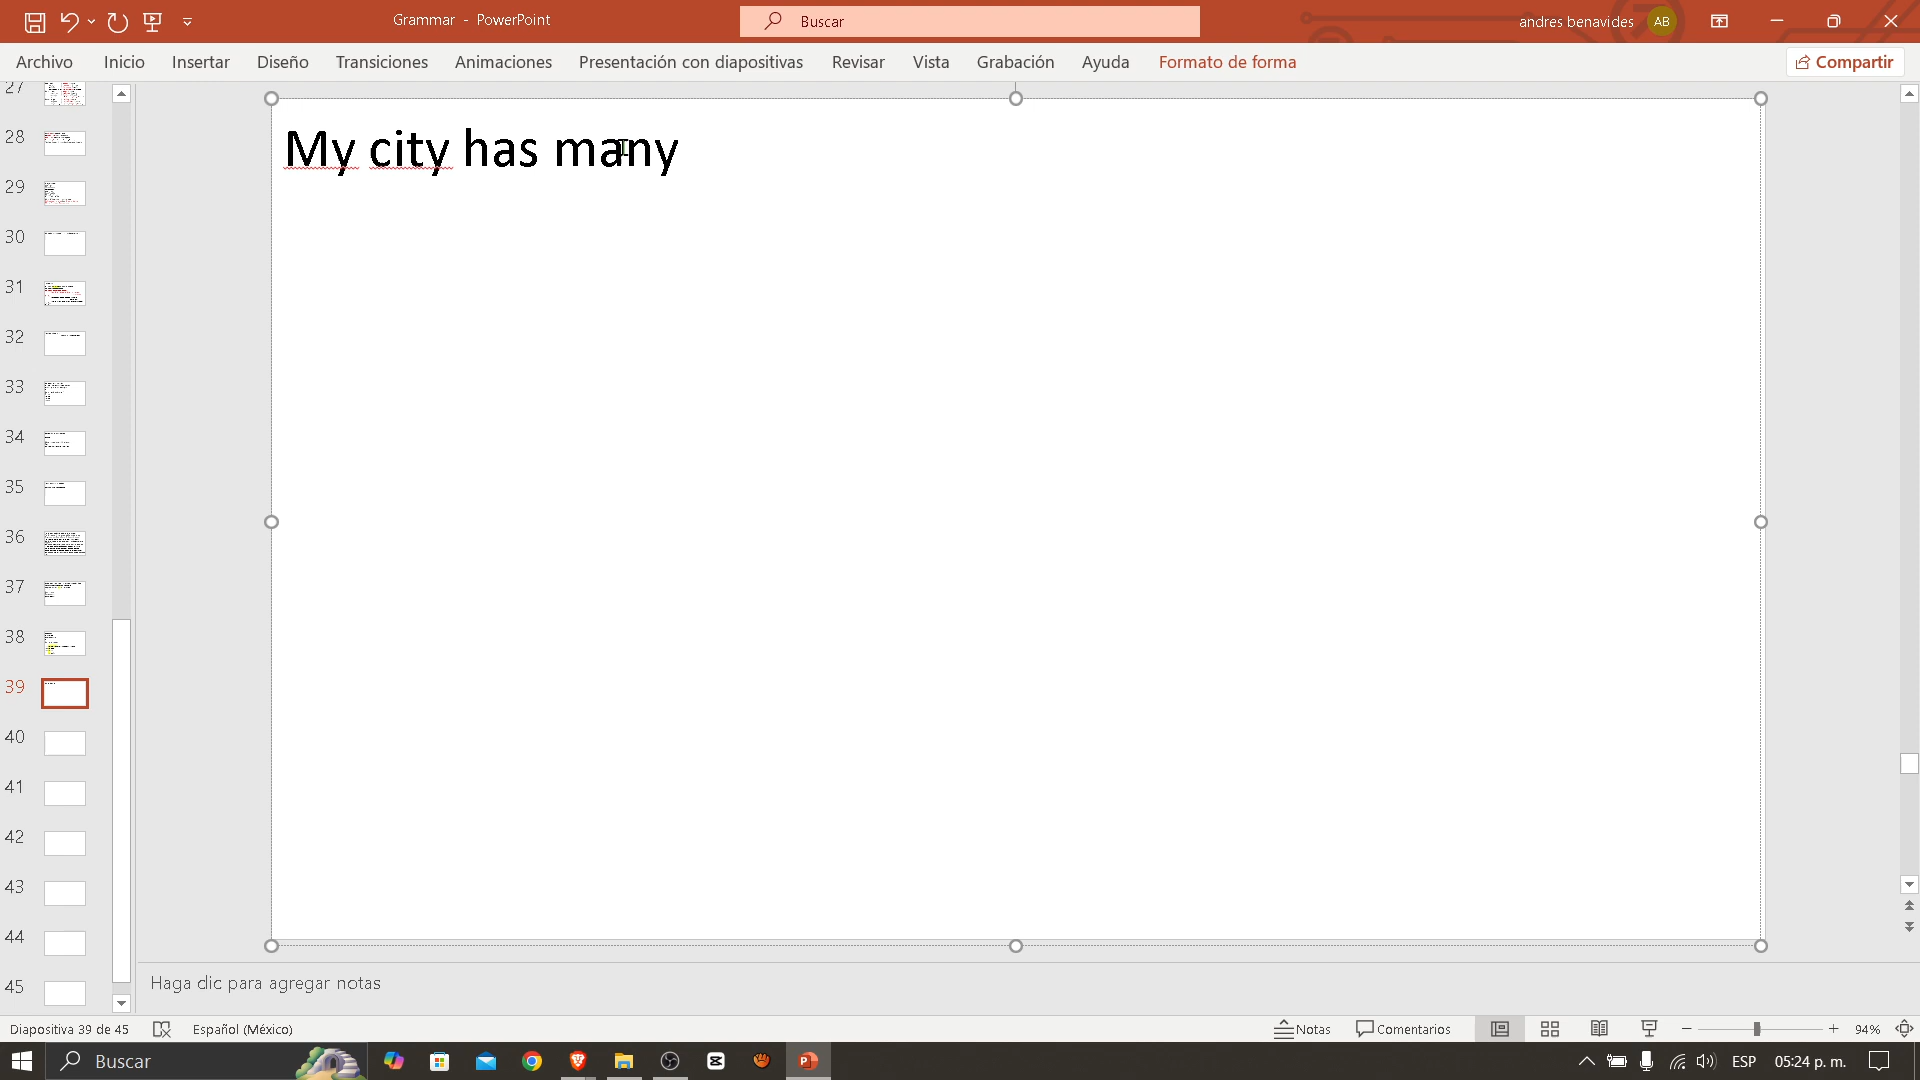 Grammar - PowerPoint
Buscar
andres benavides
AB
Archivo
Inicio
Insertar
Diseño
Transiciones
Animaciones
Presentación con diapositivas
Revisar
Vista
Grabación
Ayuda
Formato de forma
Compartir
27
28
29
30
31
32
33
34
35
36
37
38
39
40
41
42
43
44
45
My city has many
Haga clic para agregar notas
Diapositiva 39 de 45
Español (México)
Notas
Comentarios
94%
Buscar
ESP
05:24 p. m.